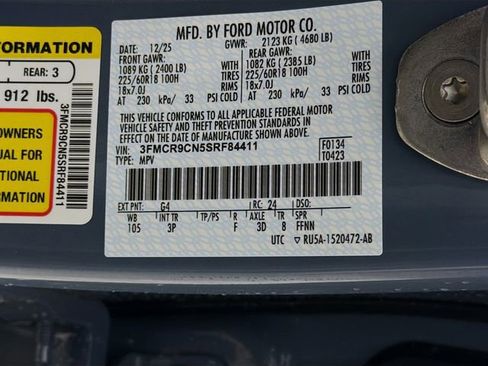 FORMATION
REAR: 3
912 lbs.
OWNERS
UAL FOR
TIONAL
RMATION
3FMCR9CN5SRF84411
MFD. BY FORD MOTOR CO.
DATE: 12/25 GVWR: 2123 KG ( 4680 LB)
FRONT GAWR: REAR GAWR:
1089 KG ( 2400 LB) 1082 KG ( 2385 LB)
225/60R18 100H TIRES 225/60R18 100H TIRES
18x7.0J RIMS 18x7.0J RIMS
AT 230 kPa/ 33 PSI COLD AT 230 kPa/ 33 PSI COLD
THIS VEHICLE CONFORMS TO ALL APPLICABLE FEDERAL MOTOR
VEHICLE SAFETY, BUMPER, AND THEFT PREVENTION STANDARDS IN
EFFECT ON THE DATE OF MANUFACTURE SHOWN ABOVE.
VIN: 3FMCR9CN5SRF84411 F0134
TYPE: MPV T0423
EXT PNT: G4 RC: 24 DSO:
WB INT TR TP/PS R AXLE TR SPR
105 3P F 3D 8 FFNN
UTC RU5A-1520472-AB